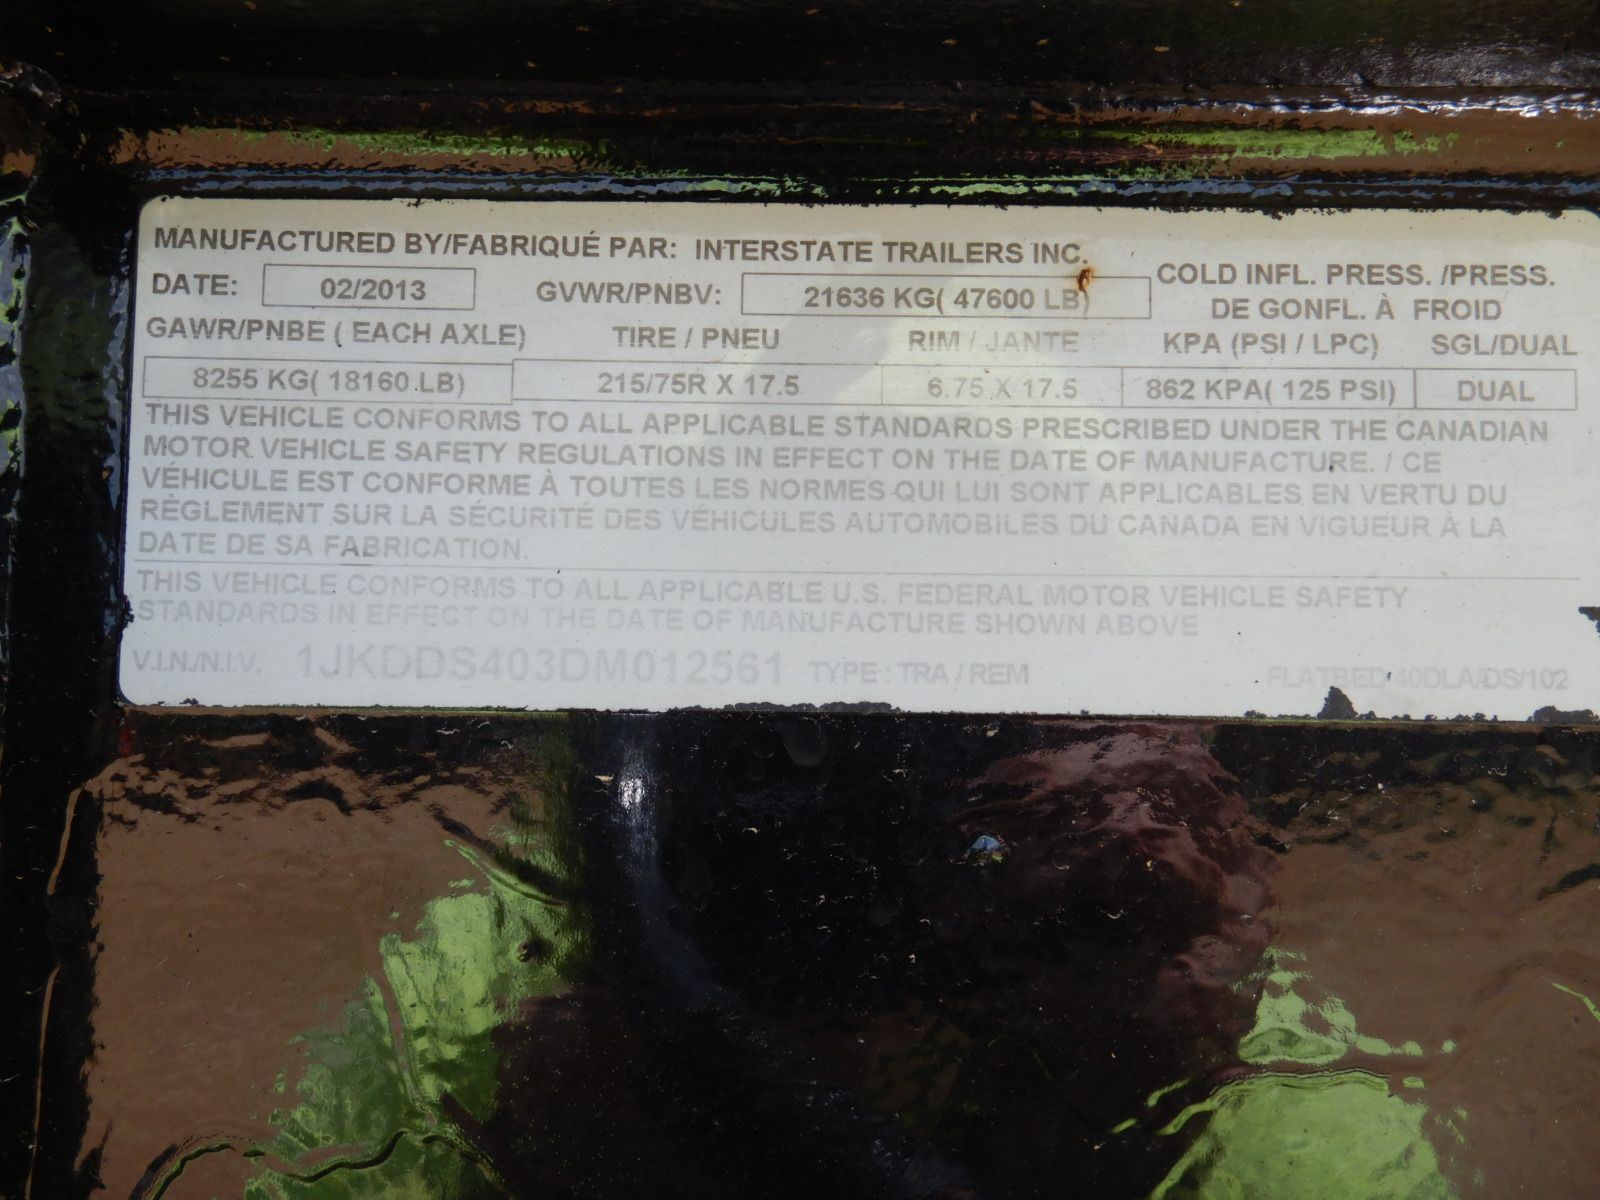 MANUFACTURED BY/FABRIQUÉ PAR: INTERSTATE TRAILERS INC.
DATE: 02/2013 GVWR/PNBV: 21636 KG( 47600 LB) COLD INFL. PRESS. /PRESS.
DE GONFL. À FROID
GAWR/PNBE ( EACH AXLE) TIRE / PNEU RIM / JANTE KPA (PSI / LPC) SGL/DUAL
8255 KG( 18160 LB) 215/75R X 17.5 6.75 X 17.5 862 KPA( 125 PSI) DUAL
THIS VEHICLE CONFORMS TO ALL APPLICABLE STANDARDS PRESCRIBED UNDER THE CANADIAN
MOTOR VEHICLE SAFETY REGULATIONS IN EFFECT ON THE DATE OF MANUFACTURE. / CE
VÉHICULE EST CONFORME À TOUTES LES NORMES QUI LUI SONT APPLICABLES EN VERTU DU
RÈGLEMENT SUR LA SÉCURITÉ DES VÉHICULES AUTOMOBILES DU CANADA EN VIGUEUR À LA
DATE DE SA FABRICATION.
THIS VEHICLE CONFORMS TO ALL APPLICABLE U.S. FEDERAL MOTOR VEHICLE SAFETY
STANDARDS IN EFFECT ON THE DATE OF MANUFACTURE SHOWN ABOVE
V.I.N./N.I.V. 1JKDDS403DM012561 TYPE : TRA / REM FLATBED/40DLA/DS/102